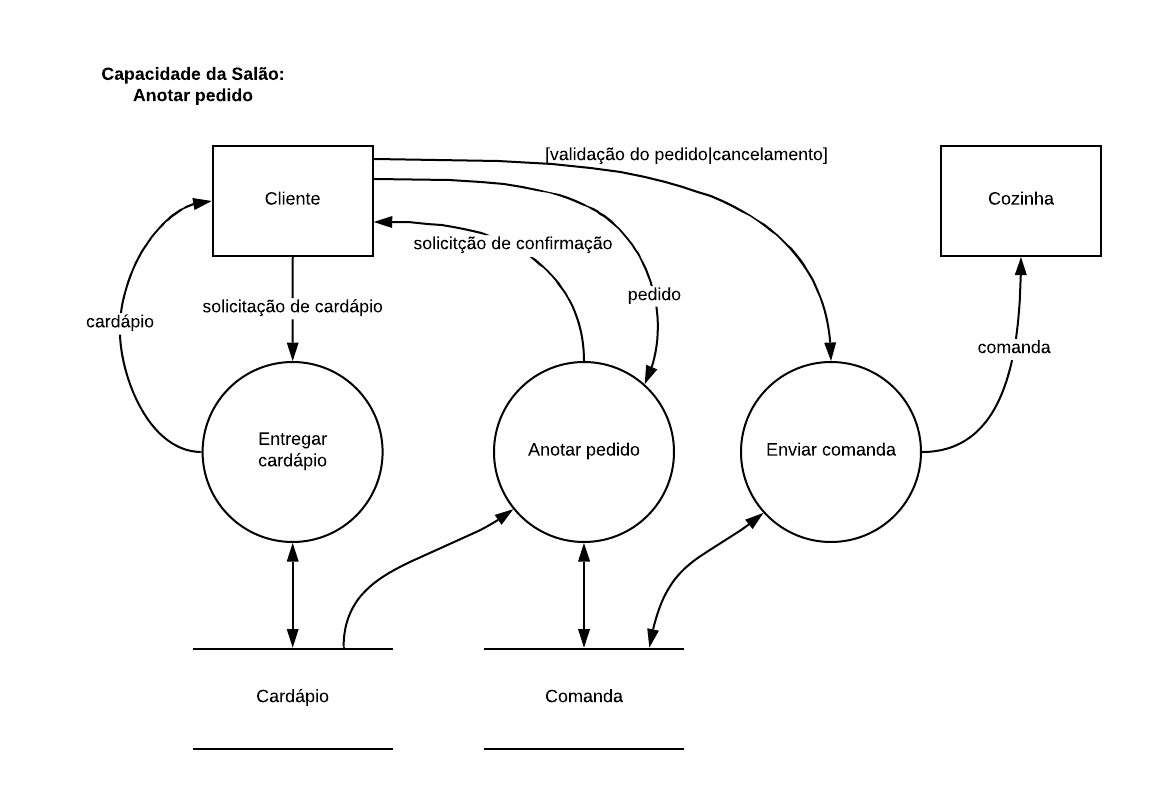 Capacidade da Salão:
Anotar pedido
[validação do pedido|cancelamento]
Cliente
Cozinha
solicitção de confirmação
pedido
solicitação de cardápio
cardápio
comanda
Entregar
cardápio
Anotar pedido
Enviar comanda
Cardápio
Comanda